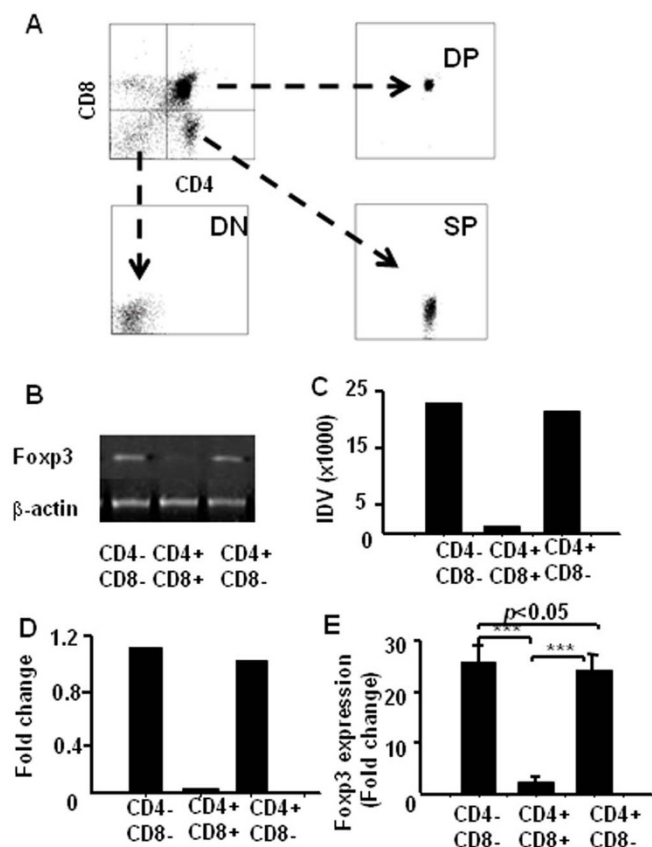 A
CD8
CD4
DP
DN
SP
B
Foxp3
β-actin
CD4- CD4+ CD4+
CD8- CD8+ CD8-
C
IDV (x1000)
25
15
5
0
CD4- CD4+ CD4+
CD8- CD8+ CD8-
D
Fold change
1.2
0.8
0.4
0
CD4- CD4+ CD4+
CD8- CD8+ CD8-
E
Foxp3 expression
(Fold change)
30
20
10
0
p<0.05
*** ***
CD4- CD4+ CD4+
CD8- CD8+ CD8-